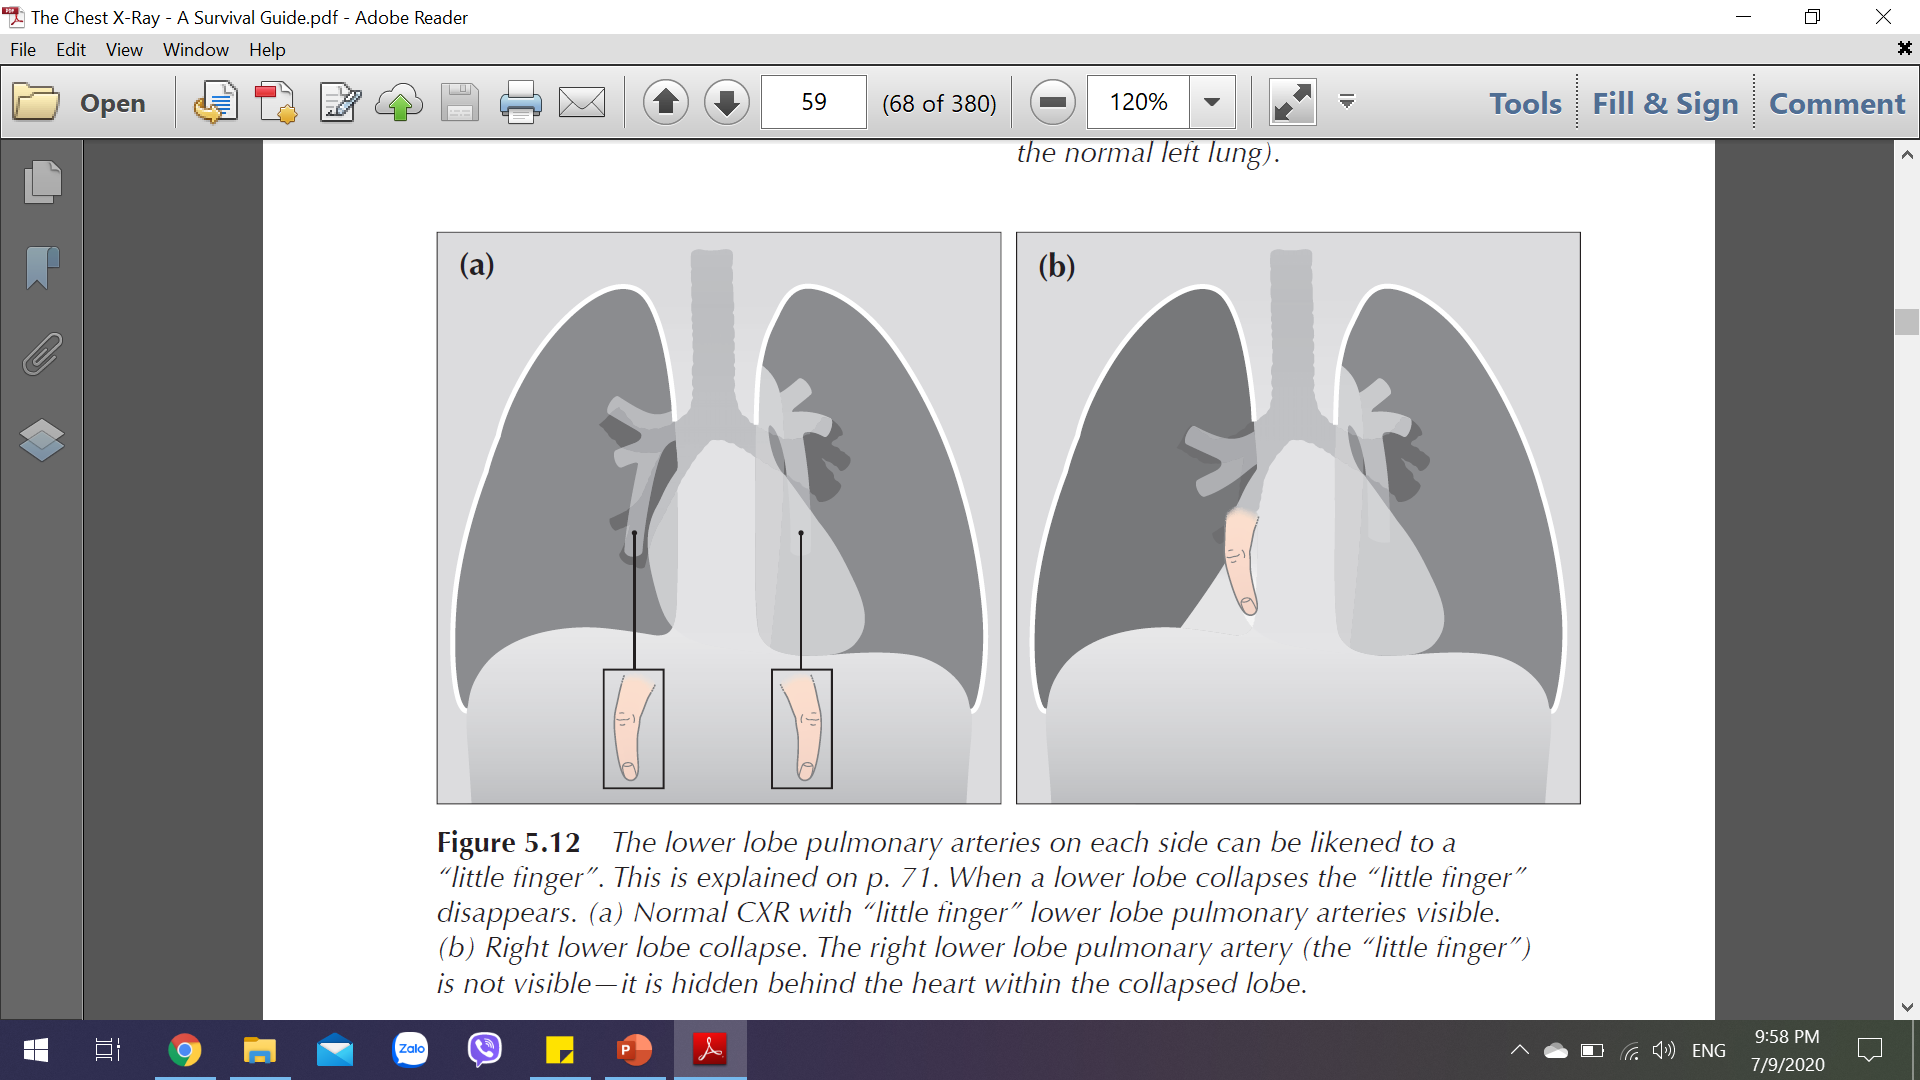 The Chest X-Ray - A Survival Guide.pdf - Adobe Reader
File Edit View Window Help
Open 59 (68 of 380) 120% Tools Fill & Sign Comment
the normal left lung).
(a) (b)
Figure 5.12 The lower lobe pulmonary arteries on each side can be likened to a
“little finger”. This is explained on p. 71. When a lower lobe collapses the “little finger”
disappears. (a) Normal CXR with “little finger” lower lobe pulmonary arteries visible.
(b) Right lower lobe collapse. The right lower lobe pulmonary artery (the “little finger”)
is not visible—it is hidden behind the heart within the collapsed lobe.
Zalo
P
ENG
9:58 PM
7/9/2020